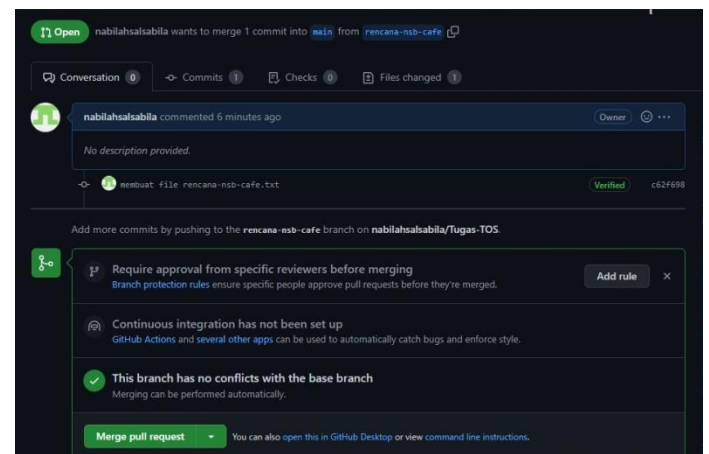 Open nabilahsalsabila wants to merge 1 commit into main from rencana-nsb-cafe
Conversation 0 Commits 1 Checks 0 Files changed 1
nabilahsalsabila commented 6 minutes ago Owner
No description provided.
membuat file rencana-nsb-cafe.txt Verified c62f698
Add more commits by pushing to the rencana-nsb-cafe branch on nabilahsalsabila/Tugas-TOS.
Require approval from specific reviewers before merging
Branch protection rules ensure specific people approve pull requests before they're merged.
Add rule
Continuous integration has not been set up
GitHub Actions and several other apps can be used to automatically catch bugs and enforce style.
This branch has no conflicts with the base branch
Merging can be performed automatically.
Merge pull request You can also open this in GitHub Desktop or view command line instructions.